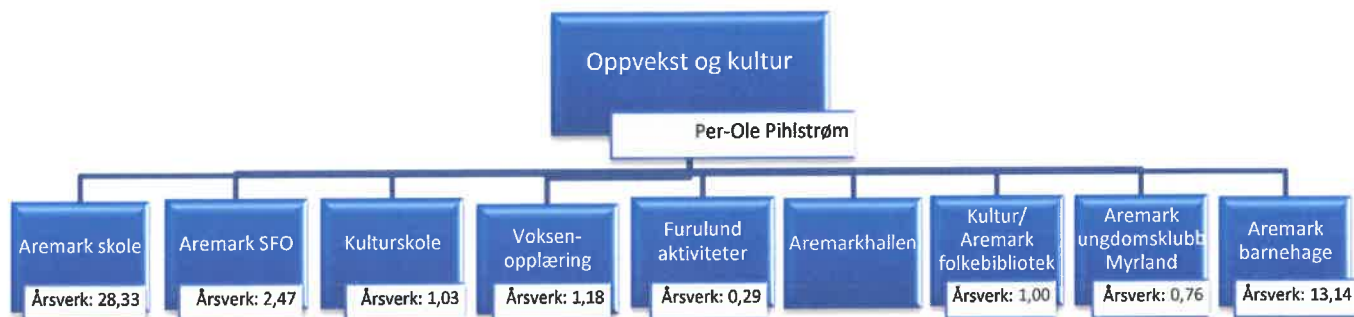 Oppvekst og kultur
Per-Ole Pihlstrøm
Aremark skole
Årsverk: 28,33
Aremark SFO
Årsverk: 2,47
Kulturskole
Årsverk: 1,03
Voksen-
opplæring
Årsverk: 1,18
Furulund
aktiviteter
Årsverk: 0,29
Aremarkhallen
Kultur/
Aremark
folkebibliotek
Årsverk: 1,00
Aremark
ungdomsklubb
Myrland
Årsverk: 0,76
Aremark
barnehage
Årsverk: 13,14